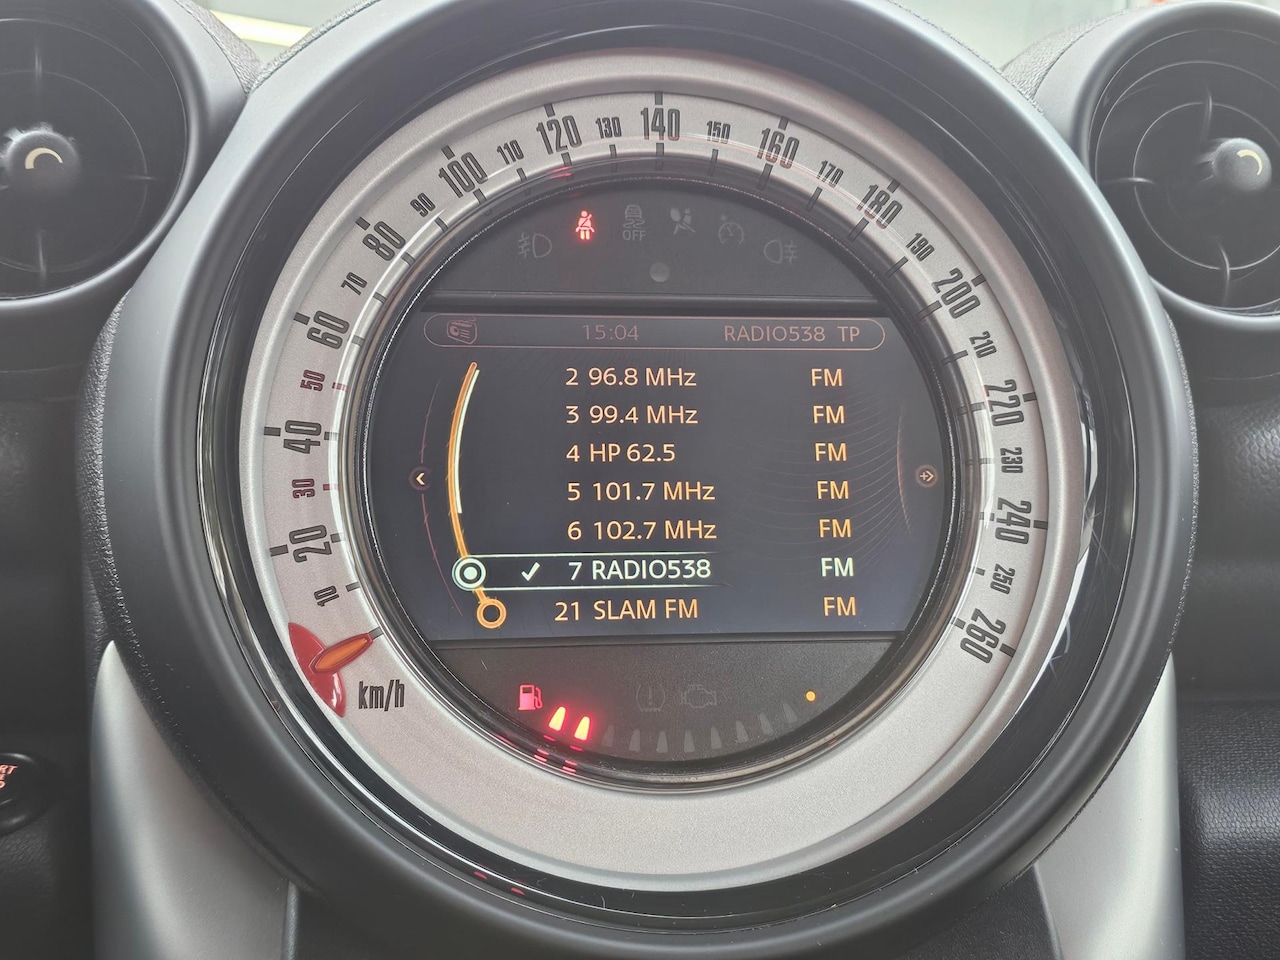 10
20
30
40
50
60
70
80
90
100
110
120
130
140
150
160
170
180
190
200
210
220
230
240
250
260
km/h
OFF
15:04 RADIO538 TP
2 96.8 MHz FM
3 99.4 MHz FM
4 HP 62.5 FM
5 101.7 MHz FM
6 102.7 MHz FM
✓ 7 RADIO538 FM
21 SLAM FM FM